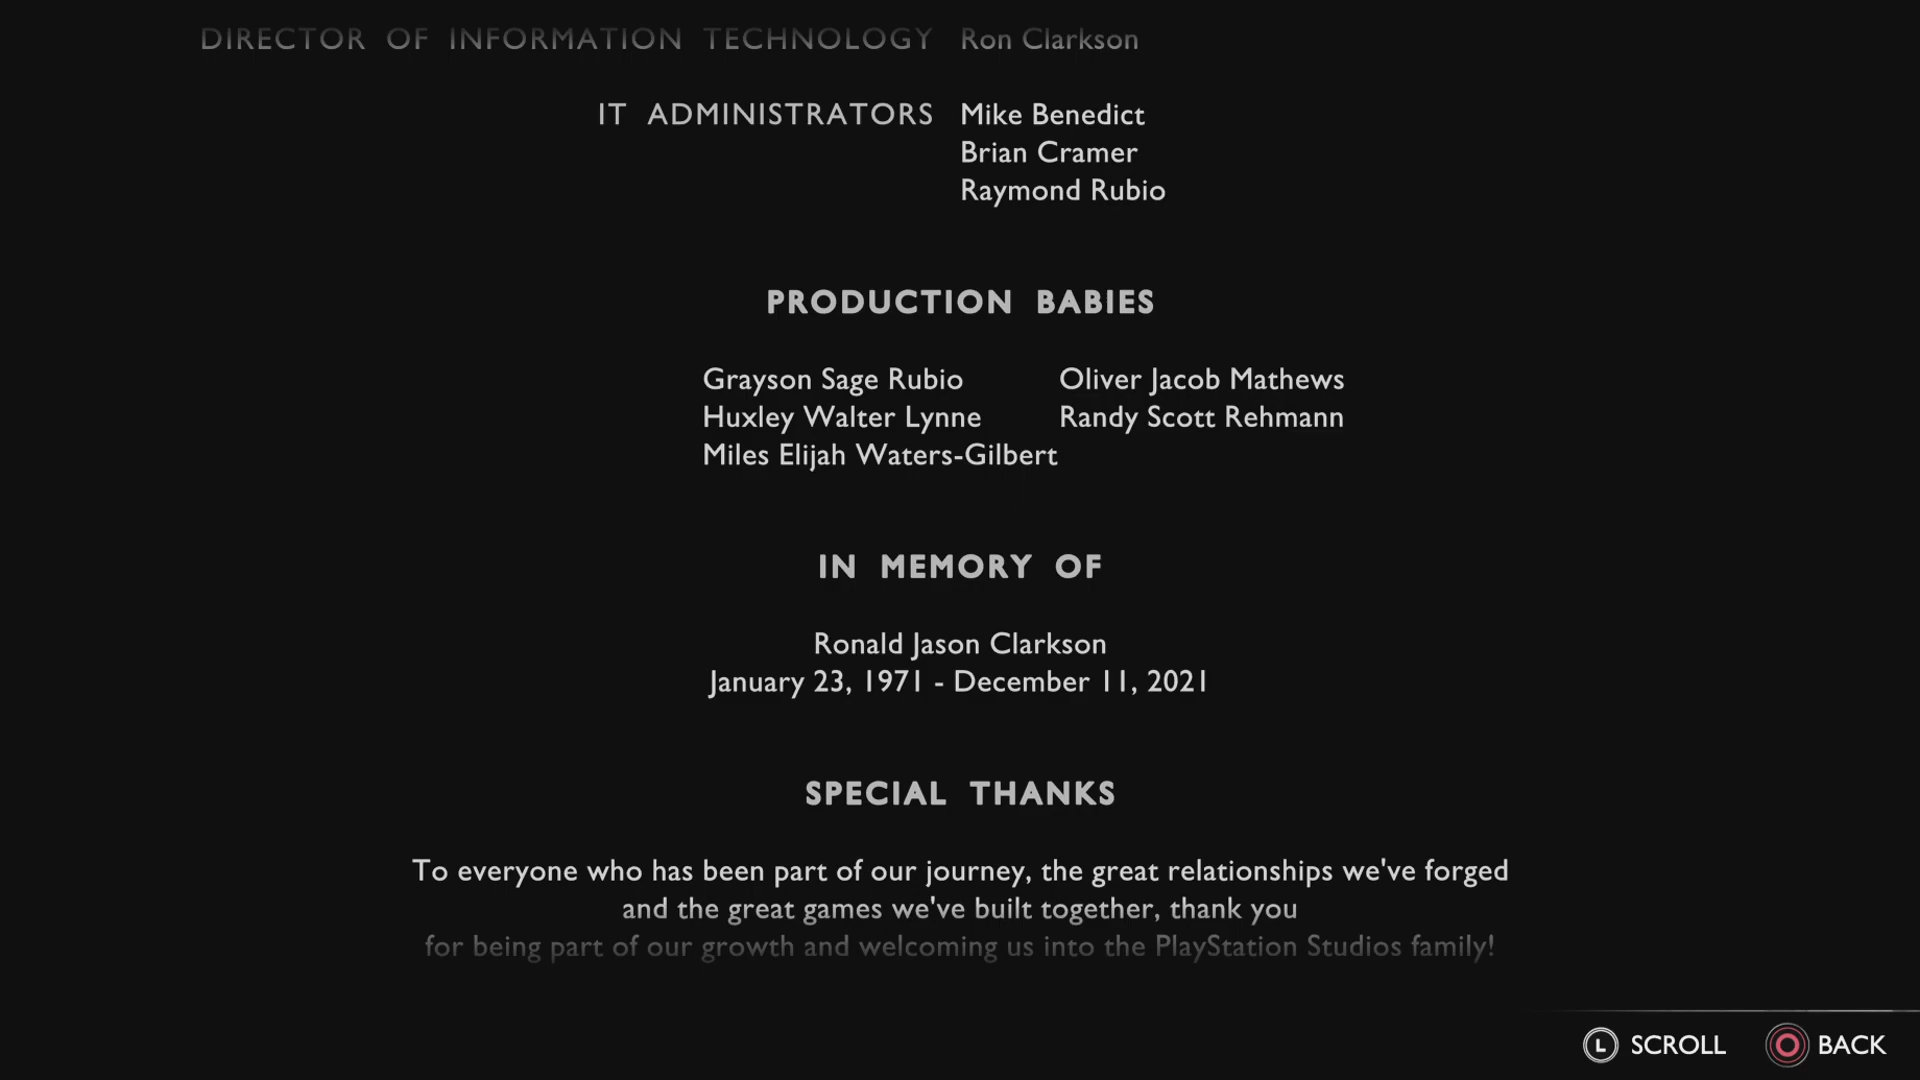 DIRECTOR OF INFORMATION TECHNOLOGY Ron Clarkson
IT ADMINISTRATORS Mike Benedict
Brian Cramer
Raymond Rubio
PRODUCTION BABIES
Grayson Sage Rubio Oliver Jacob Mathews
Huxley Walter Lynne Randy Scott Rehmann
Miles Elijah Waters-Gilbert
IN MEMORY OF
Ronald Jason Clarkson
January 23, 1971 - December 11, 2021
SPECIAL THANKS
To everyone who has been part of our journey, the great relationships we've forged
and the great games we've built together, thank you
for being part of our growth and welcoming us into the PlayStation Studios family!
L SCROLL BACK